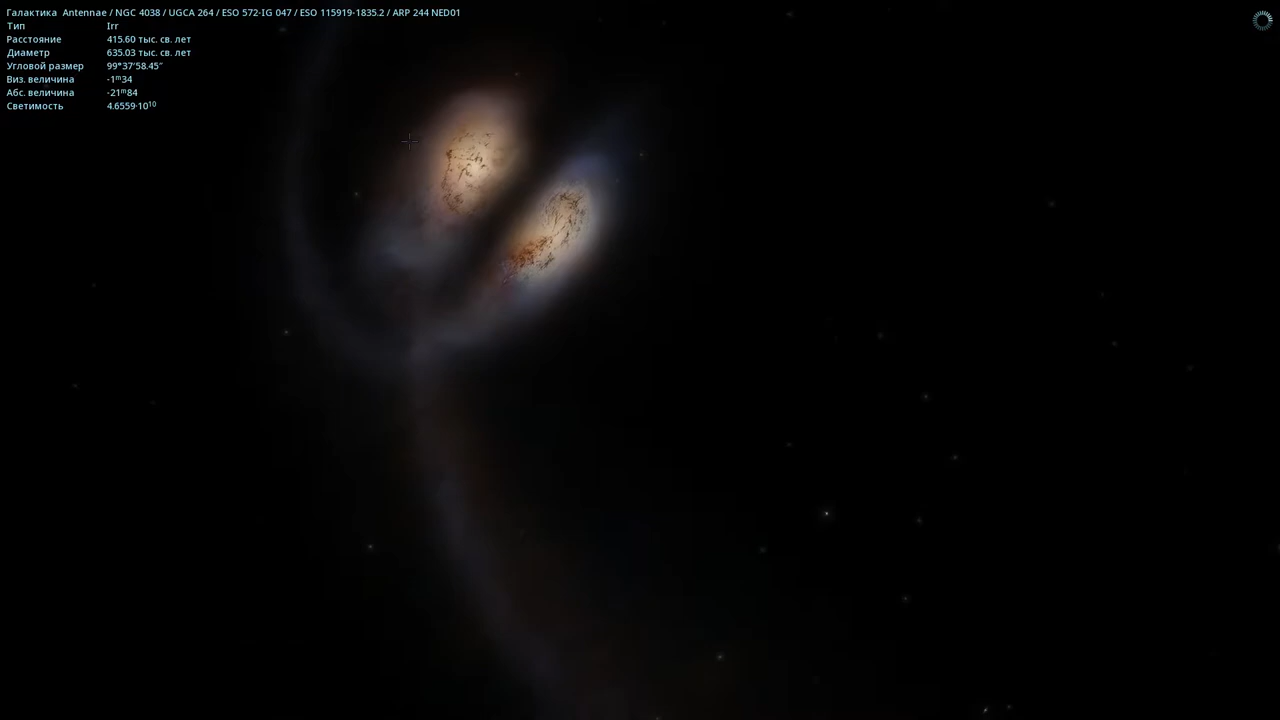 Галактика Antennae / NGC 4038 / UGCA 264 / ESO 572-IG 047 / ESO 115919-1835.2 / ARP 244 NED01
Тип Irr
Расстояние 415.60 тыс. св. лет
Диаметр 635.03 тыс. св. лет
Угловой размер 99°37'58.45"
Виз. величина -1ᵐ34
Абс. величина -21ᵐ84
Светимость 4.6559·10¹⁰